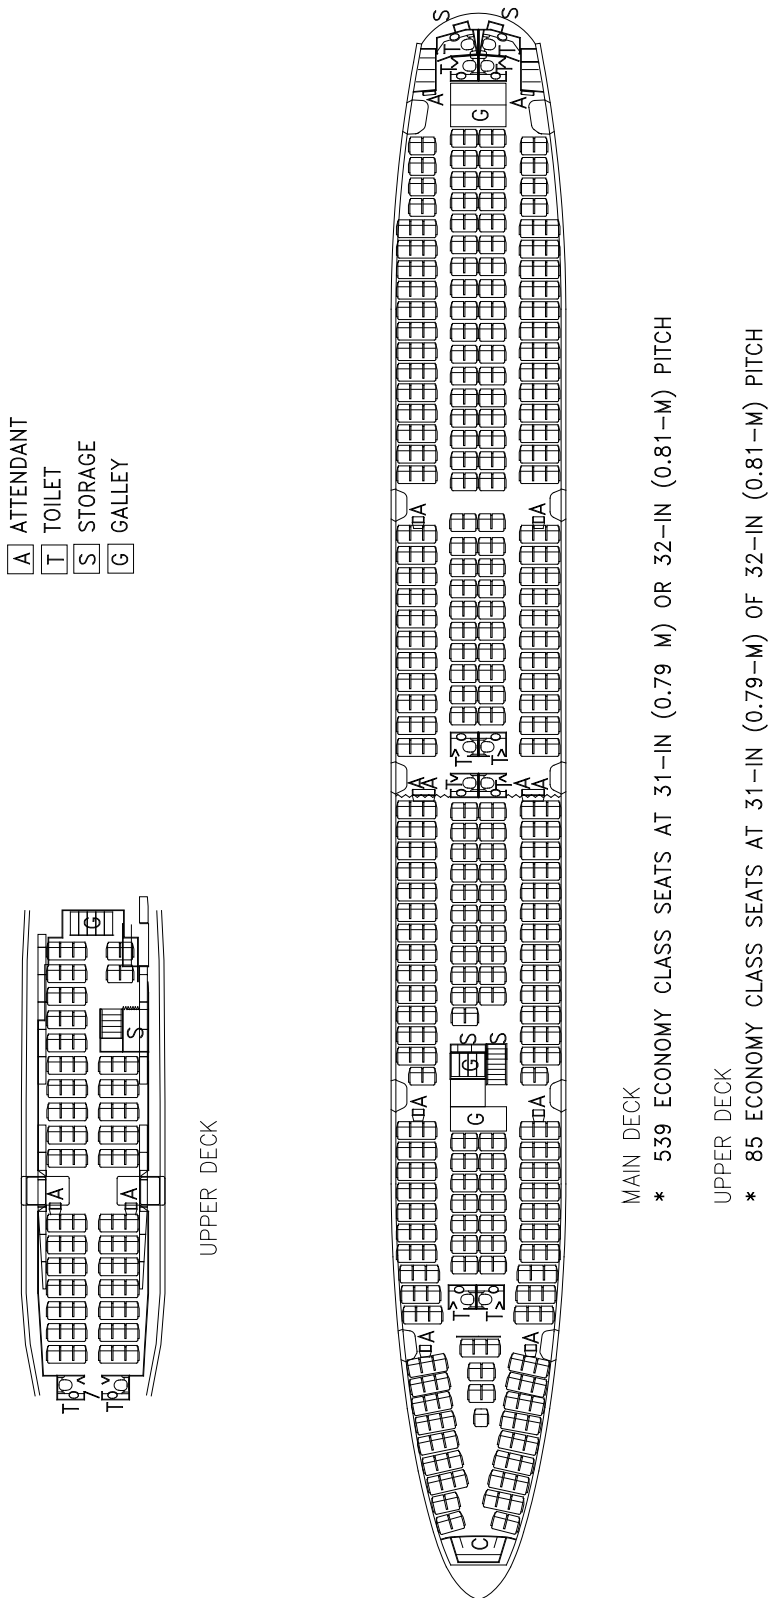 A ATTENDANT
T TOILET
S STORAGE
G GALLEY
G
S
A
A
T
T
UPPER DECK
S
S
T
T
T
T
A
A
G
A
A
T
T
T
T
A
A
A
A
S
S
G
A
A
G
T
T
A
A
C
MAIN DECK
* 539 ECONOMY CLASS SEATS AT 31-IN (0.79 M) OR 32-IN (0.81-M) PITCH
UPPER DECK
* 85 ECONOMY CLASS SEATS AT 31-IN (0.79-M) OF 32-IN (0.81-M) PITCH